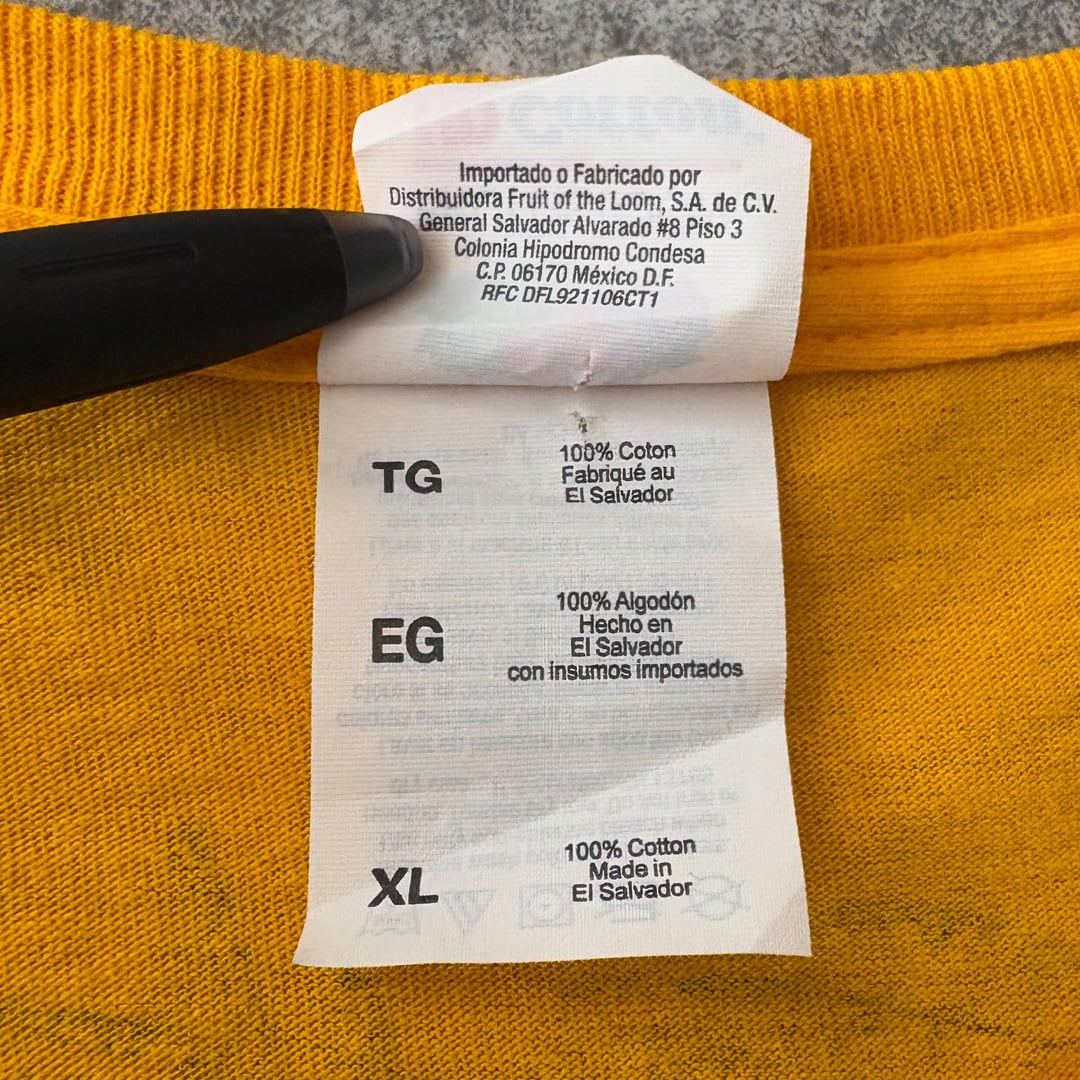 Importado o Fabricado por
Distribuidora Fruit of the Loom, S.A. de C.V.
General Salvador Alvarado #8 Piso 3
Colonia Hipodromo Condesa
C.P. 06170 México D.F.
RFC DFL921106CT1
TG
100% Coton
Fabriqué au
El Salvador
EG
100% Algodón
Hecho en
El Salvador
con insumos importados
XL
100% Cotton
Made in
El Salvador